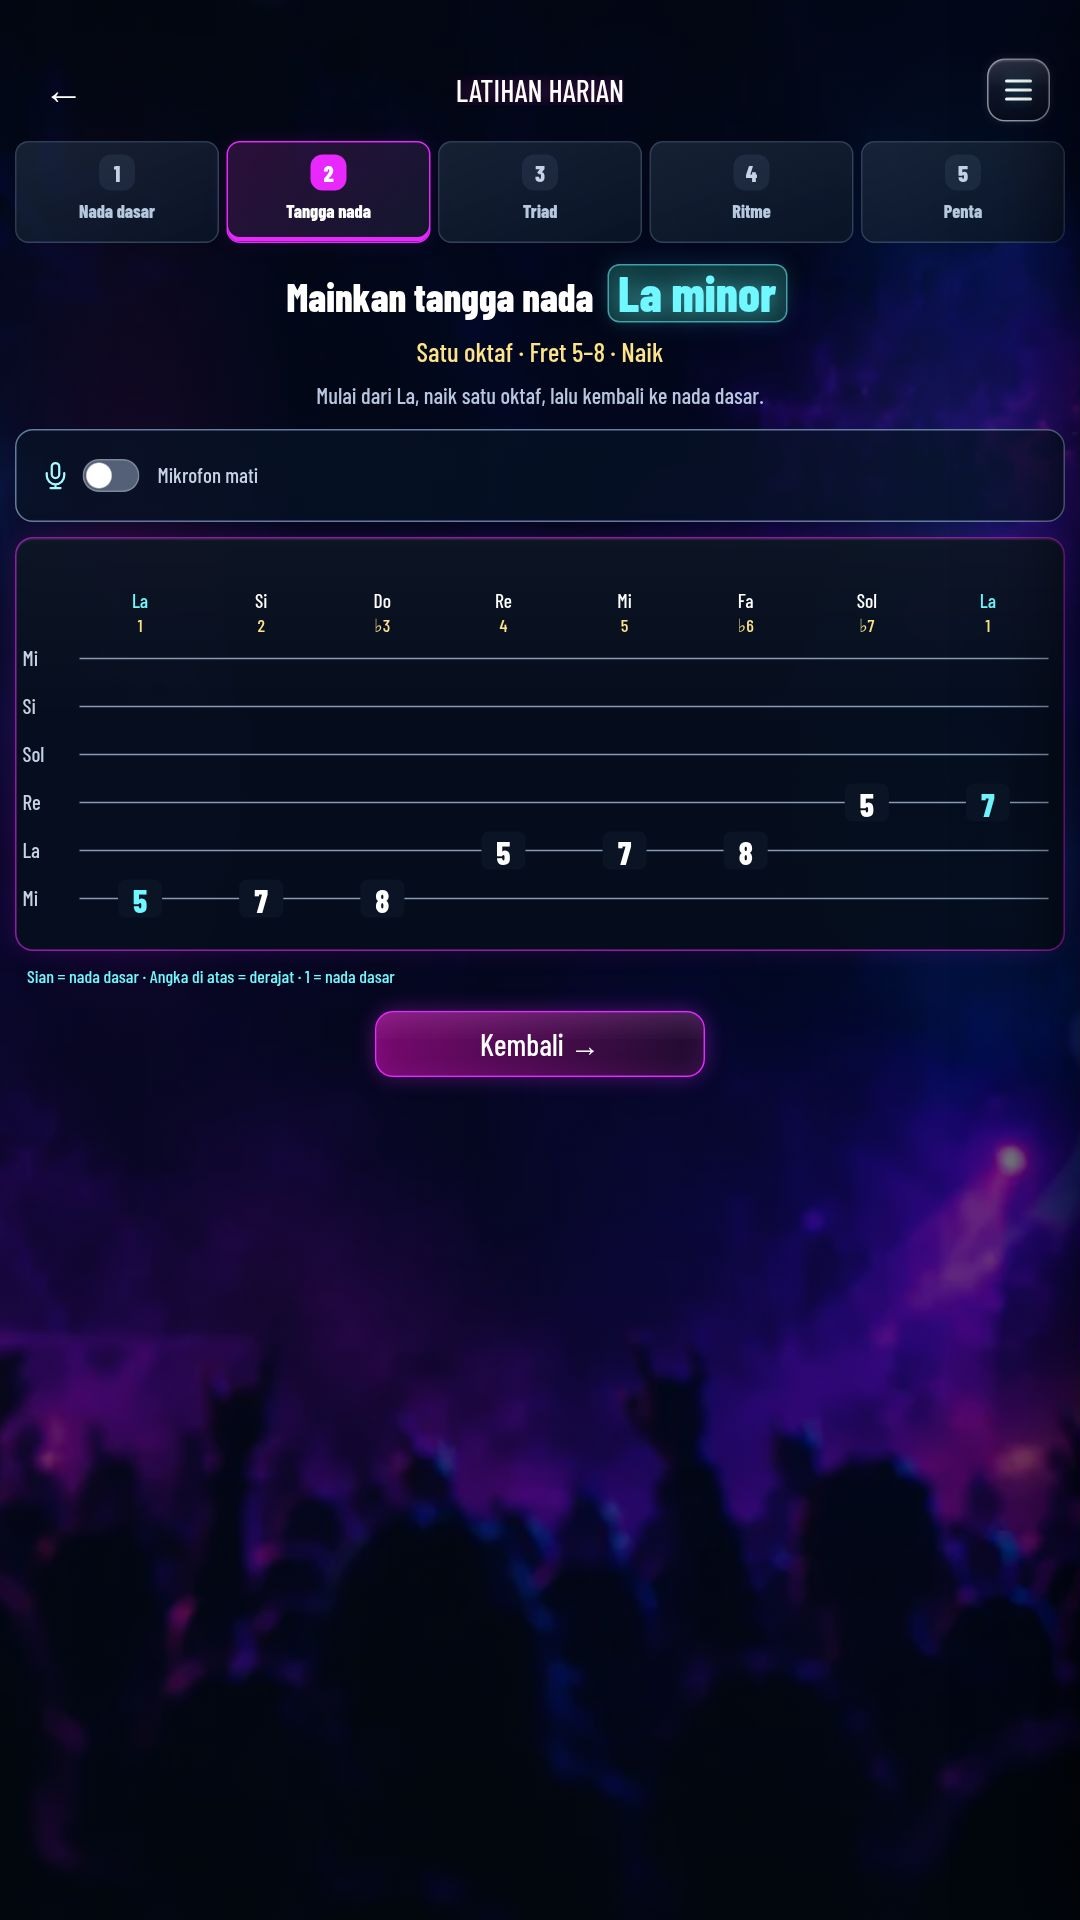 ←
LATIHAN HARIAN
1 2 3 4 5
Nada dasar Tangga nada Triad Ritme Penta
Mainkan tangga nada La minor
Satu oktaf · Fret 5–8 · Naik
Mulai dari La, naik satu oktaf, lalu kembali ke nada dasar.
Mikrofon mati
La Si Do Re Mi Fa Sol La
1 2 ♭3 4 5 ♭6 ♭7 1
Mi
Si
Sol
Re 5 7
La 5 7 8
Mi 5 7 8
Sian = nada dasar · Angka di atas = derajat · 1 = nada dasar
Kembali →